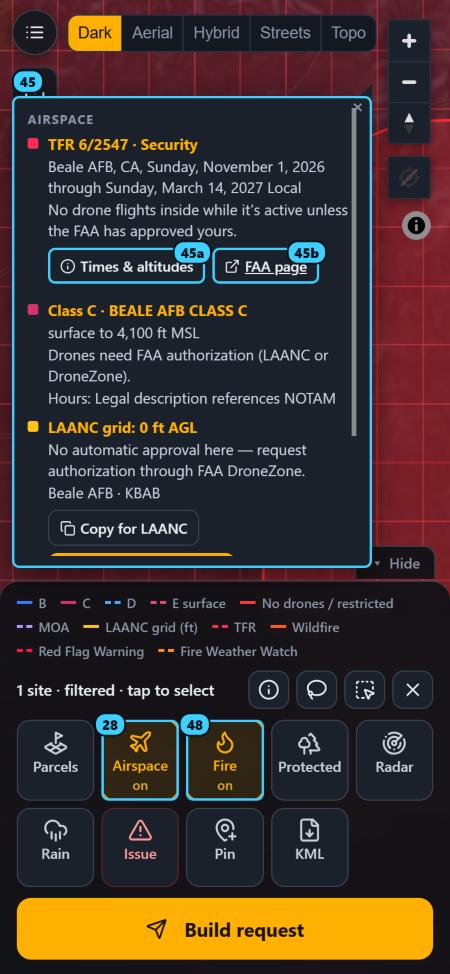 Dark Aerial Hybrid Streets Topo
45
AIRSPACE
TFR 6/2547 · Security
Beale AFB, CA, Sunday, November 1, 2026
through Sunday, March 14, 2027 Local
No drone flights inside while it's active unless
the FAA has approved yours.
45a 45b
Times & altitudes FAA page
Class C · BEALE AFB CLASS C
surface to 4,100 ft MSL
Drones need FAA authorization (LAANC or
DroneZone).
Hours: Legal description references NOTAM
LAANC grid: 0 ft AGL
No automatic approval here — request
authorization through FAA DroneZone.
Beale AFB · KBAB
Copy for LAANC
Hide
B C D E surface No drones / restricted
MOA LAANC grid (ft) TFR Wildfire
Red Flag Warning Fire Weather Watch
1 site · filtered · tap to select
28 48
Parcels Airspace Fire Protected Radar
on on
Rain Issue Pin KML
Build request